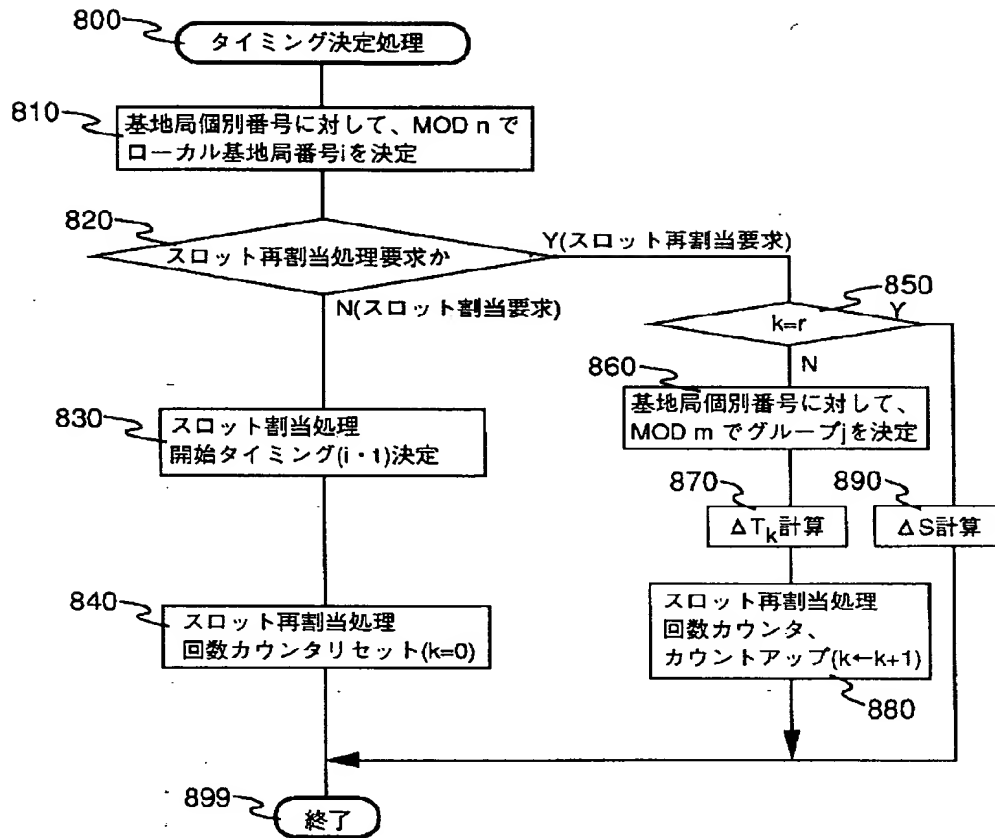 800
タイミング決定処理
810
基地局個別番号に対して、MOD n で
ローカル基地局番号iを決定
820
スロット再割当処理要求か
Y(スロット再割当要求)
N(スロット割当要求)
850
k=r
Y
N
860
基地局個別番号に対して、
MOD m でグループjを決定
830
スロット割当処理
開始タイミング(i・1)決定
870
ΔTk計算
890
ΔS計算
840
スロット再割当処理
回数カウンタリセット(k=0)
スロット再割当処理
回数カウンタ、
カウントアップ(k←k+1)
880
899
終了